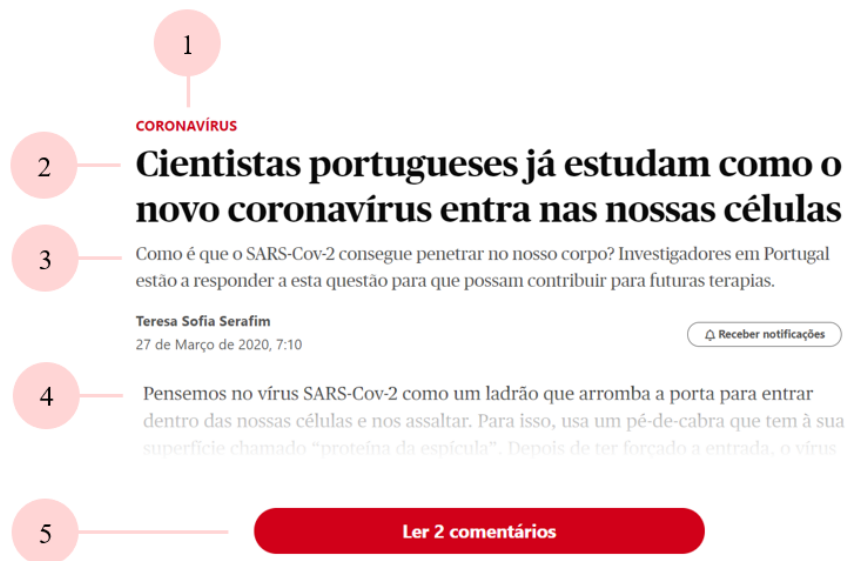 1
CORONAVÍRUS
2
Cientistas portugueses já estudam como o
novo coronavírus entra nas nossas células
3
Como é que o SARS-Cov-2 consegue penetrar no nosso corpo? Investigadores em Portugal
estão a responder a esta questão para que possam contribuir para futuras terapias.
Teresa Sofia Serafim
27 de Março de 2020, 7:10
Receber notificações
4
Pensemos no vírus SARS-Cov-2 como um ladrão que arromba a porta para entrar
dentro das nossas células e nos assaltar. Para isso, usa um pé-de-cabra que tem à sua
superfície chamado “proteína da espícula”. Depois de ter forçado a entrada, o vírus
5
Ler 2 comentários